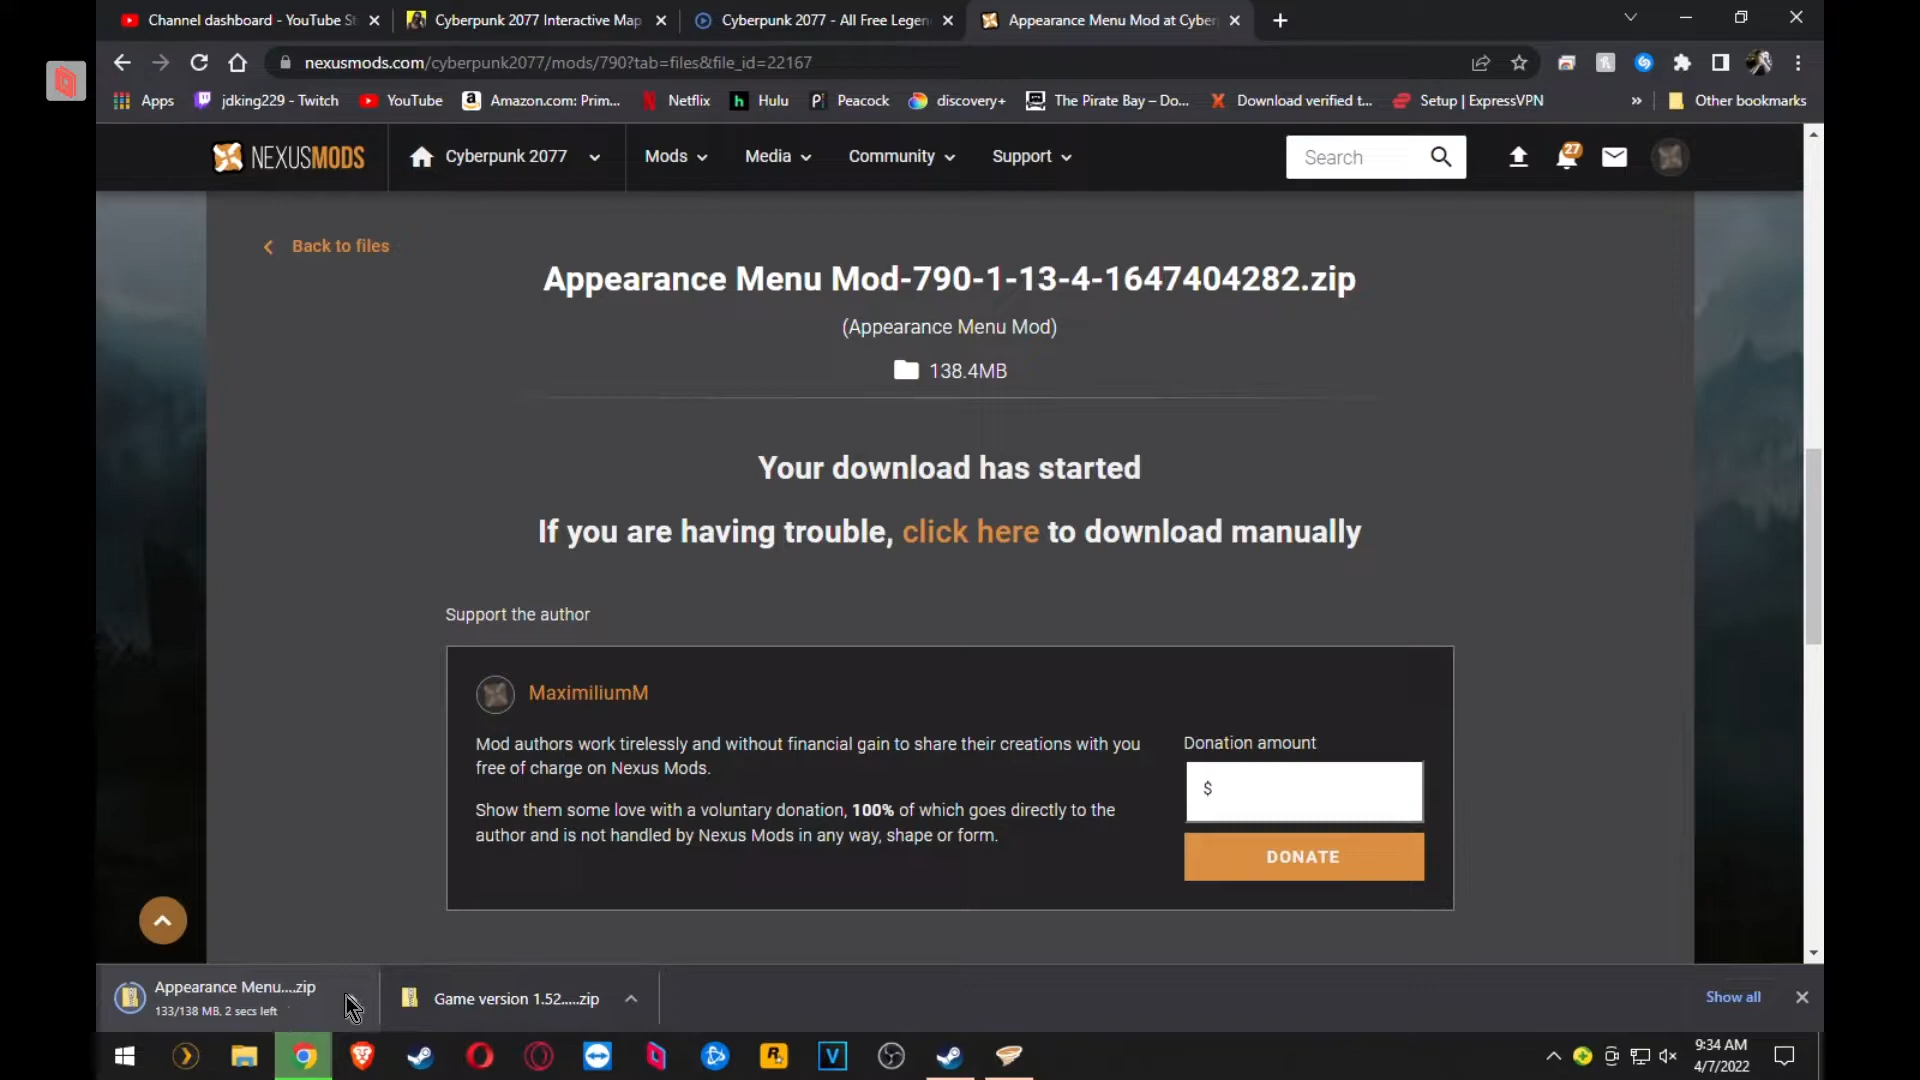 Channel dashboard - YouTube St
Cyberpunk 2077 Interactive Map
Cyberpunk 2077 - All Free Legen
Appearance Menu Mod at Cyber
nexusmods.com/cyberpunk2077/mods/790?tab=files&file_id=22167
Apps
jdking229 - Twitch
YouTube
Amazon.com: Prim...
Netflix
Hulu
Peacock
discovery+
The Pirate Bay – Do...
Download verified t...
Setup | ExpressVPN
»
Other bookmarks
NEXUSMODS
Cyberpunk 2077
Mods
Media
Community
Support
Search
27
Back to files
Appearance Menu Mod-790-1-13-4-1647404282.zip
(Appearance Menu Mod)
138.4MB
Your download has started
If you are having trouble, click here to download manually
Support the author
MaximiliumM
Mod authors work tirelessly and without financial gain to share their creations with you
free of charge on Nexus Mods.
Show them some love with a voluntary donation, 100% of which goes directly to the
author and is not handled by Nexus Mods in any way, shape or form.
Donation amount
$
DONATE
Appearance Menu....zip
133/138 MB, 2 secs left
Game version 1.52.....zip
Show all
9:34 AM
4/7/2022